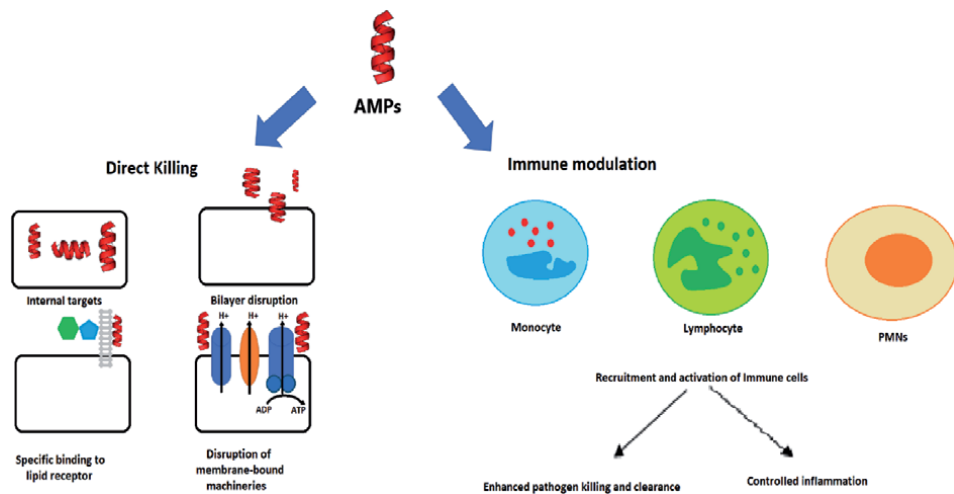 AMPs
Direct Killing
Immune modulation
Internal targets
Bilayer disruption
H+ H+ H+
ADP ATP
Specific binding to
lipid receptor
Disruption of
membrane-bound
machineries
Monocyte
Lymphocyte
PMNs
Recruitment and activation of Immune cells
Enhanced pathogen killing and clearance
Controlled inflammation